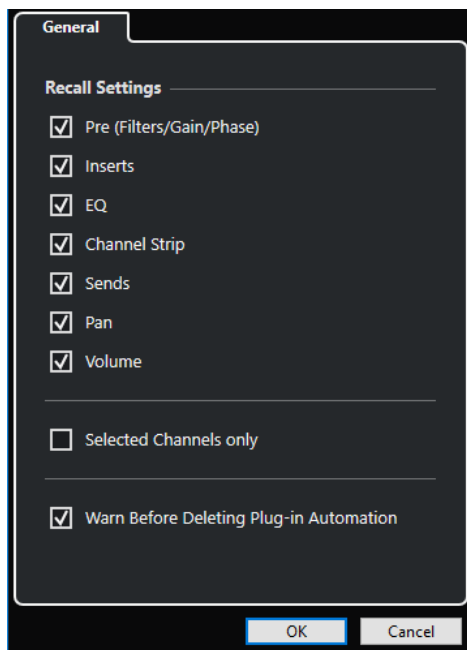 General
Recall Settings
Pre (Filters/Gain/Phase)
Inserts
EQ
Channel Strip
Sends
Pan
Volume
Selected Channels only
Warn Before Deleting Plug-in Automation
OK Cancel